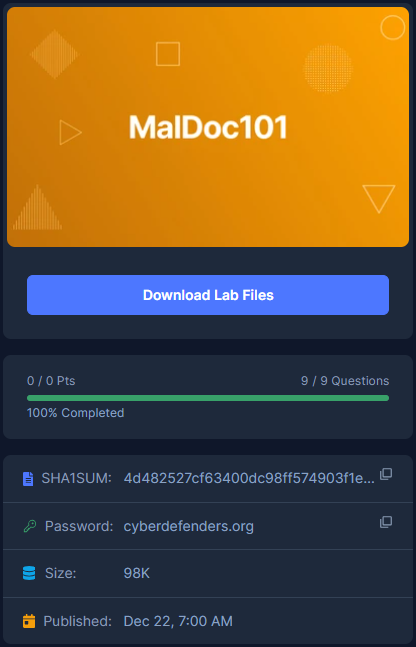 MalDoc101
Download Lab Files
0 / 0 Pts 9 / 9 Questions
100% Completed
SHA1SUM: 4d482527cf63400dc98ff574903f1e...
Password: cyberdefenders.org
Size: 98K
Published: Dec 22, 7:00 AM